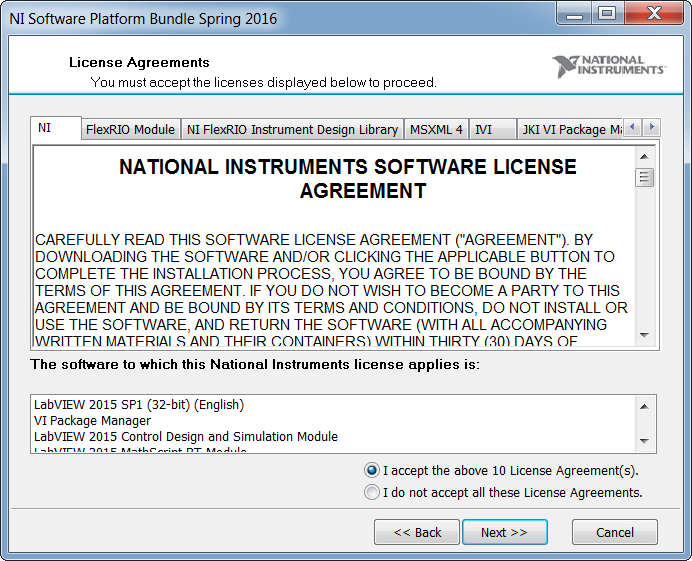 NI Software Platform Bundle Spring 2016
License Agreements
You must accept the licenses displayed below to proceed.
NATIONAL
INSTRUMENTS
NI
FlexRIO Module
NI FlexRIO Instrument Design Library
MSXML 4
IVI
JKI VI Package Ma
NATIONAL INSTRUMENTS SOFTWARE LICENSE
AGREEMENT
CAREFULLY READ THIS SOFTWARE LICENSE AGREEMENT ("AGREEMENT"). BY
DOWNLOADING THE SOFTWARE AND/OR CLICKING THE APPLICABLE BUTTON TO
COMPLETE THE INSTALLATION PROCESS, YOU AGREE TO BE BOUND BY THE
TERMS OF THIS AGREEMENT. IF YOU DO NOT WISH TO BECOME A PARTY TO THIS
AGREEMENT AND BE BOUND BY ITS TERMS AND CONDITIONS, DO NOT INSTALL OR
USE THE SOFTWARE, AND RETURN THE SOFTWARE (WITH ALL ACCOMPANYING
WRITTEN MATERIALS AND THEIR CONTAINERS) WITHIN THIRTY (30) DAYS OF
The software to which this National Instruments license applies is:
LabVIEW 2015 SP1 (32-bit) (English)
VI Package Manager
LabVIEW 2015 Control Design and Simulation Module
LabVIEW 2015 MathScript RT Module
I accept the above 10 License Agreement(s).
I do not accept all these License Agreements.
<< Back
Next >>
Cancel